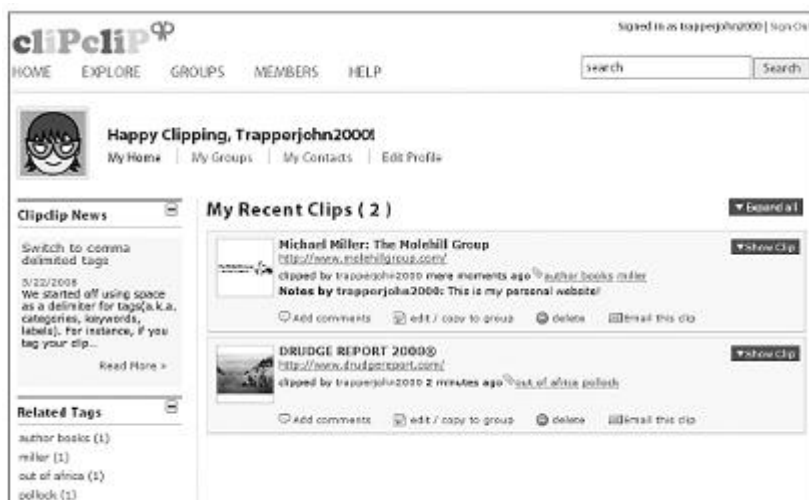 clipclip
Signed in as trapperjohn2000 | Sign Out
HOME EXPLORE GROUPS MEMBERS HELP
search Search
Happy Clipping, Trapperjohn2000!
My Home | My Groups | My Contacts | Edit Profile
Clipclip News
Switch to comma
delimited tags
5/22/2006
We started off using space
as a delimiter for tags(a.k.a.
categories, keywords,
labels). For instance, if you
tag your clip...
Read More »
Related Tags
author books (1)
miller (1)
out of africa (1)
pollock (1)
My Recent Clips ( 2 )
Expand all
Michael Miller: The Molehill Group
Show Clip
http://www.molehillgroup.com/
clipped by trapperjohn2000 mere moments ago author books miller
Notes by trapperjohn2000: This is my personal website!
Add comments edit / copy to group delete Email this clip
DRUDGE REPORT 2000®
Show Clip
http://www.drudgereport.com/
clipped by trapperjohn2000 2 minutes ago out of africa pollock
Add comments edit / copy to group delete Email this clip